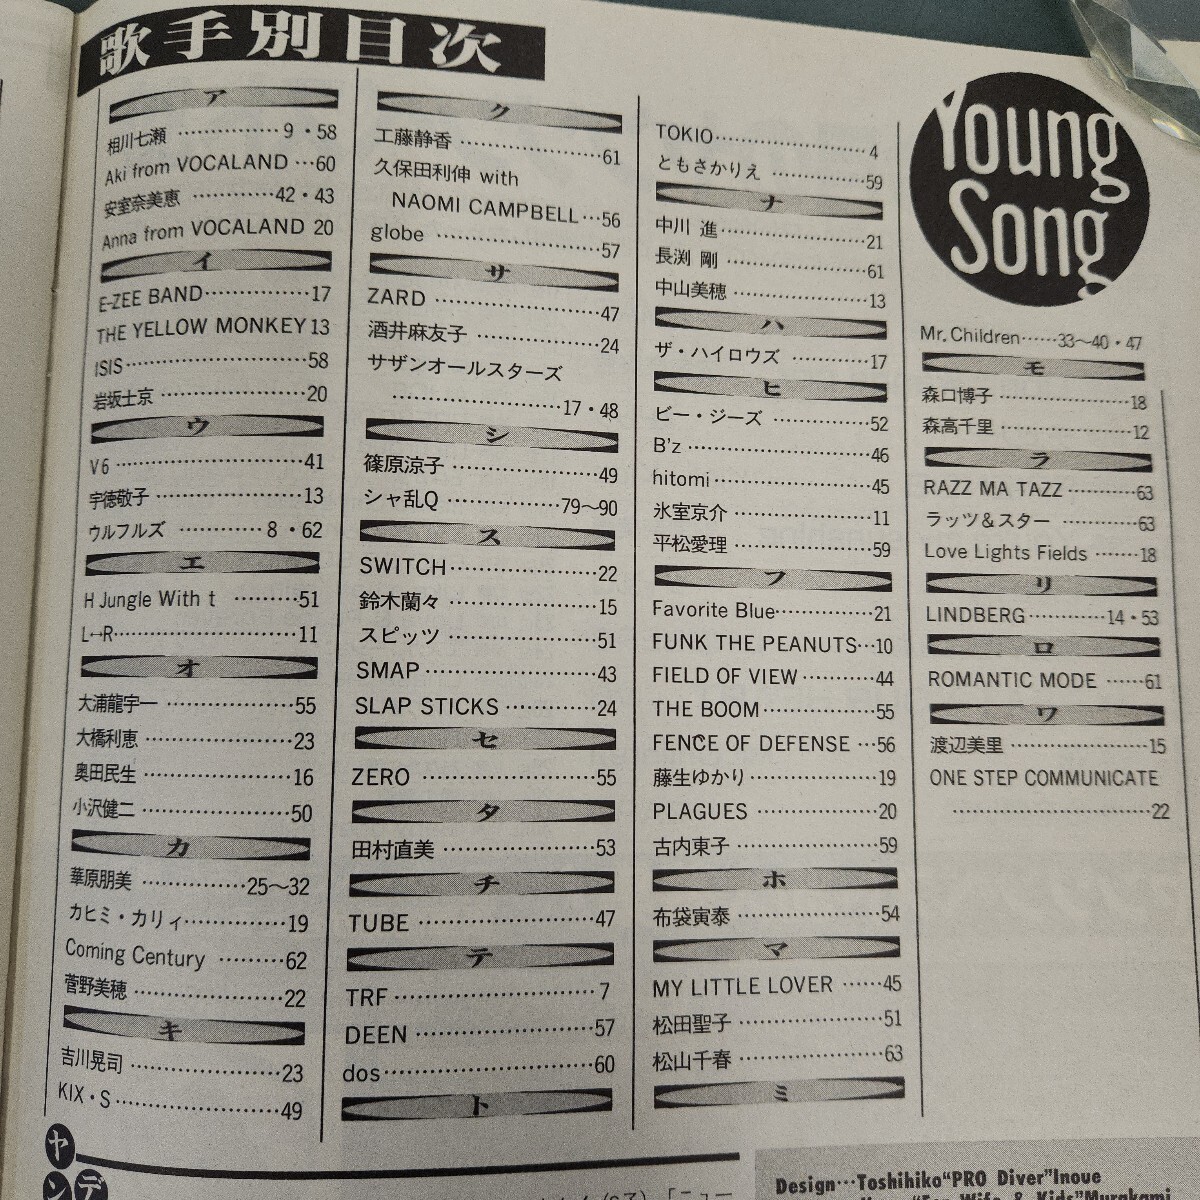 歌手別目次
ア
相川七瀬 ……………9・58
Aki from VOCALAND …60
安室奈美恵 …………42・43
Anna from VOCALAND 20
イ
E-ZEE BAND……………17
THE YELLOW MONKEY 13
ISIS……………………58
岩坂士京 ………………20
ウ
V6 ………………………41
宇徳敬子 ………………13
ウルフルズ …………8・62
エ
H Jungle With t ………51
L↔R………………………11
オ
大浦龍宇一 ………………55
大橋利恵 …………………23
奥田民生 …………………16
小沢健二 …………………50
カ
華原朋美 ……………25〜32
カヒミ・カリィ……………19
Coming Century ………62
菅野美穂 …………………22
キ
吉川晃司 …………………23
KIX・S ……………………49
ク
工藤静香 …………………61
久保田利伸 with
NAOMI CAMPBELL…56
globe ……………………57
サ
ZARD ……………………47
酒井麻友子 ………………24
サザンオールスターズ
……………………17・48
シ
篠原涼子 …………………49
シャ乱Q ……………79〜90
ス
SWITCH…………………22
鈴木蘭々 …………………15
スピッツ …………………51
SMAP ……………………43
SLAP STICKS …………24
セ
ZERO ……………………55
タ
田村直美 …………………53
チ
TUBE ……………………47
テ
TRF ………………………7
DEEN ……………………57
dos…………………………60
ト
TOKIO……………………4
ともさかりえ ……………59
ナ
中川 進……………………21
長渕 剛 …………………61
中山美穂 …………………13
ハ
ザ・ハイロウズ …………17
ヒ
ビー・ジーズ ……………52
B'z ………………………46
hitomi……………………45
氷室京介 …………………11
平松愛理 …………………59
フ
Favorite Blue……………21
FUNK THE PEANUTS…10
FIELD OF VIEW …………44
THE BOOM………………55
FENCE OF DEFENSE …56
藤生ゆかり ………………19
PLAGUES ………………20
古内東子 …………………59
ホ
布袋寅泰 …………………54
マ
MY LITTLE LOVER ……45
松田聖子 …………………51
松山千春 …………………63
ミ
Young
Song
Mr. Children……33〜40・47
モ
森口博子 …………………18
森高千里 …………………12
ラ
RAZZ MA TAZZ …………63
ラッツ＆スター …………63
Love Lights Fields ……18
リ
LINDBERG…………14・53
ロ
ROMANTIC MODE ……61
ワ
渡辺美里 …………………15
ONE STEP COMMUNICATE
……………………………22
ヤ
ン
デ
Design…Toshihiko“PRO Diver”Inoue